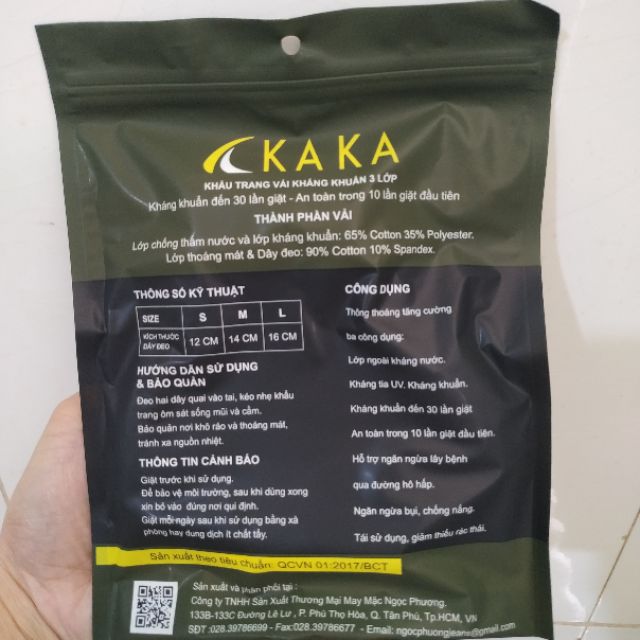 KAKA
KHẨU TRANG VẢI KHÁNG KHUẨN 3 LỚP
Kháng khuẩn đến 30 lần giặt - An toàn trong 10 lần giặt đầu tiên
THÀNH PHẦN VẢI
Lớp chống thấm nước và lớp kháng khuẩn: 65% Cotton 35% Polyester.
Lớp thoáng mát & Dây đeo: 90% Cotton 10% Spandex.
THÔNG SỐ KỸ THUẬT
SIZE S M L
KÍCH THƯỚC DÂY ĐEO 12 CM 14 CM 16 CM
HƯỚNG DẪN SỬ DỤNG
& BẢO QUẢN
Đeo hai dây quai vào tai, kéo nhẹ khẩu
trang ôm sát sống mũi và cằm.
Bảo quản nơi khô ráo và thoáng mát,
tránh xa nguồn nhiệt.
THÔNG TIN CẢNH BÁO
Giặt trước khi sử dụng.
Để bảo vệ môi trường, sau khi dùng xong
xin bỏ vào đúng nơi qui định.
Giặt mỗi ngày sau khi sử dụng bằng xà
phòng hay dung dịch ít chất tẩy.
CÔNG DỤNG
Thông thoáng tăng cường
ba công dụng:
Lớp ngoài kháng nước.
Kháng tia UV. Kháng khuẩn.
Kháng khuẩn đến 30 lần giặt
An toàn trong 10 lần giặt đầu tiên.
Hỗ trợ ngăn ngừa lây bệnh
qua đường hô hấp.
Ngăn ngừa bụi, chống nắng.
Tái sử dụng, giảm thiểu rác thải.
Sản xuất theo tiêu chuẩn: QCVN 01:2017/BCT
Sản xuất và phân phối tại :
Công ty TNHH Sản Xuất Thương Mại May Mặc Ngọc Phương.
133B-133C Đường Lê Lư , P. Phú Thọ Hòa, Q. Tân Phú, Tp.HCM, VN
SĐT :028.39786699 - Fax:028.39786677 - Email: ngocphuongjeans@gmail.com